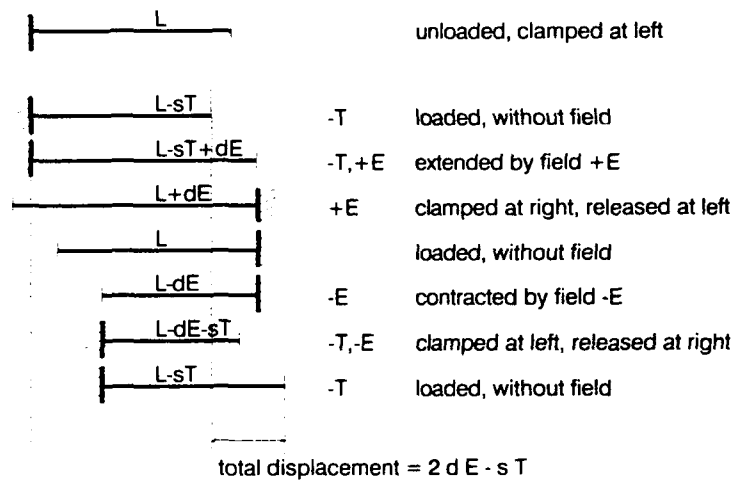 L unloaded, clamped at left
L-sT -T loaded, without field
L-sT+dE -T,+E extended by field +E
L+dE +E clamped at right, released at left
L loaded, without field
L-dE -E contracted by field -E
L-dE-sT -T,-E clamped at left, released at right
L-sT -T loaded, without field
total displacement = 2 d E - s T